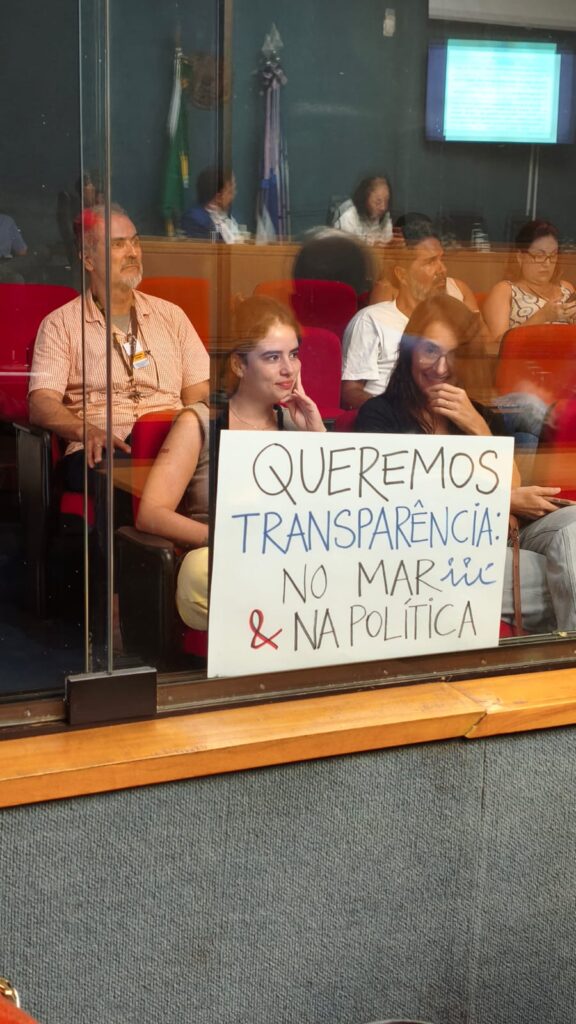 QUEREMOS
TRANSPARÊNCIA:
NO MAR
& NA POLÍTICA